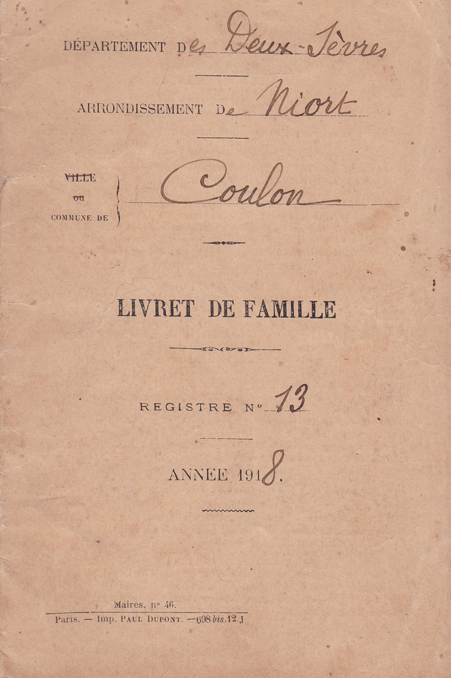 DÉPARTEMENT Des Deux-Sèvres
ARRONDISSEMENT De Niort
VILLE
ou
COMMUNE DE
Coulon
LIVRET DE FAMILLE
REGISTRE Nº 13
ANNÉE 1918.
Maires, nº 46.
Paris. — Imp. PAUL DUPONT. — 698 bis.12 J